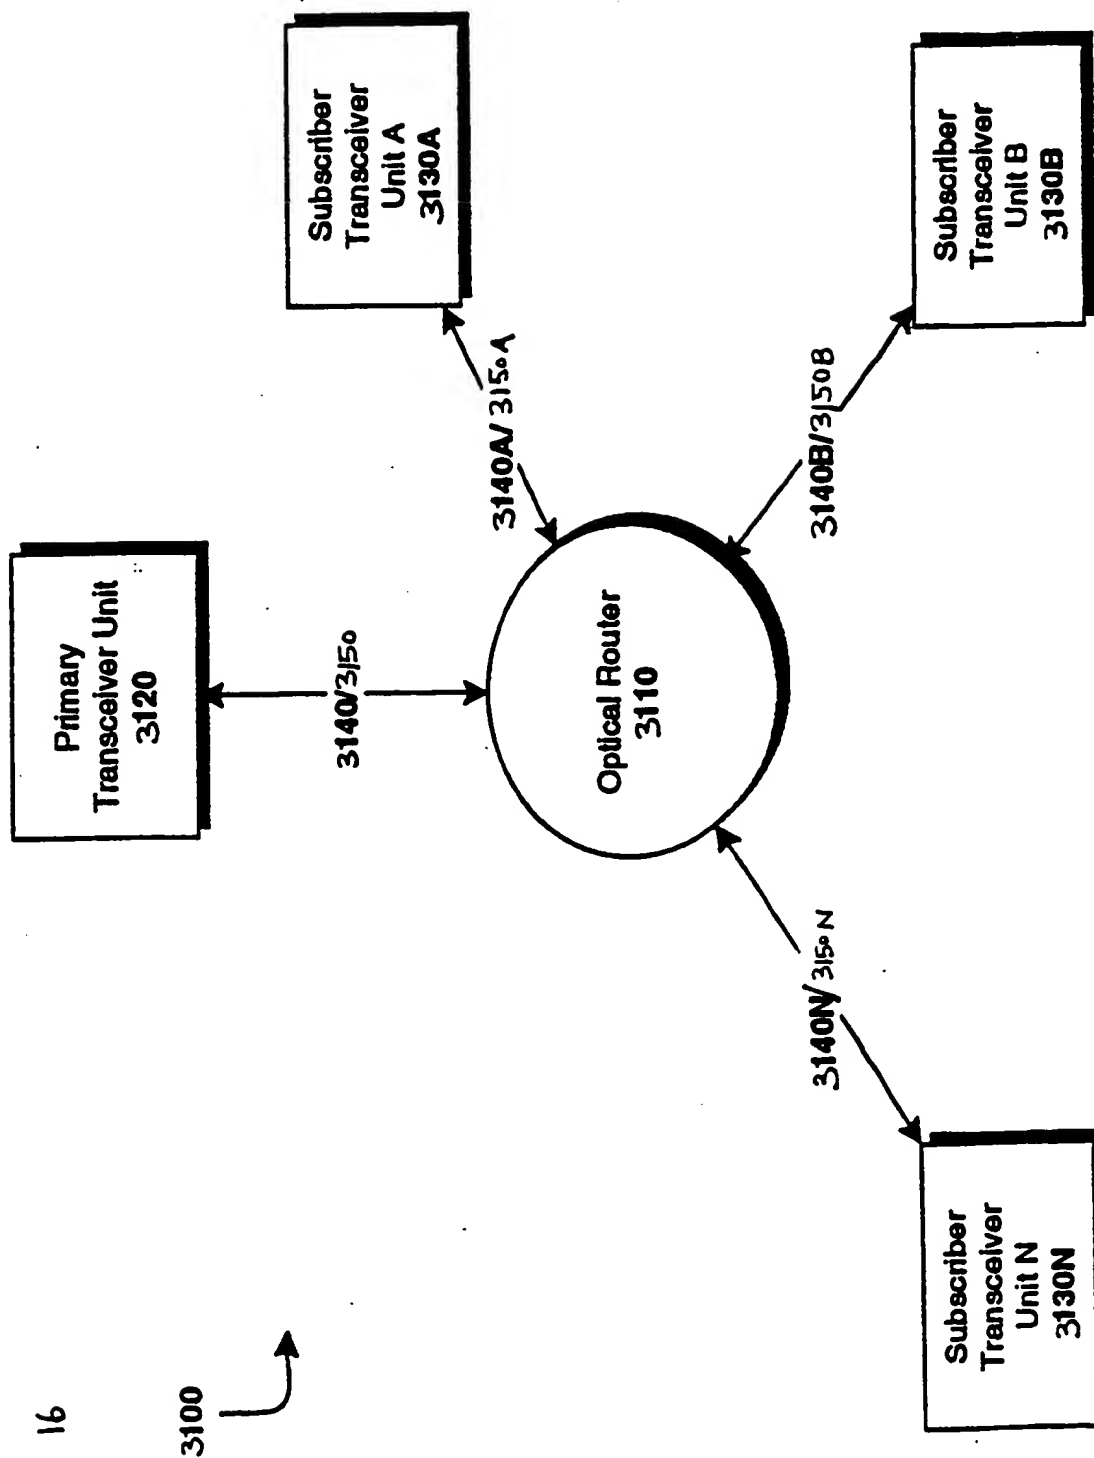 16
3100
Primary
Transceiver Unit
3120
Subscriber
Transceiver
Unit A
3130A
3140/3150
3140A/3150A
Optical Router
3110
3140N/3150N
3140B/3150B
Subscriber
Transceiver
Unit N
3130N
Subscriber
Transceiver
Unit B
3130B